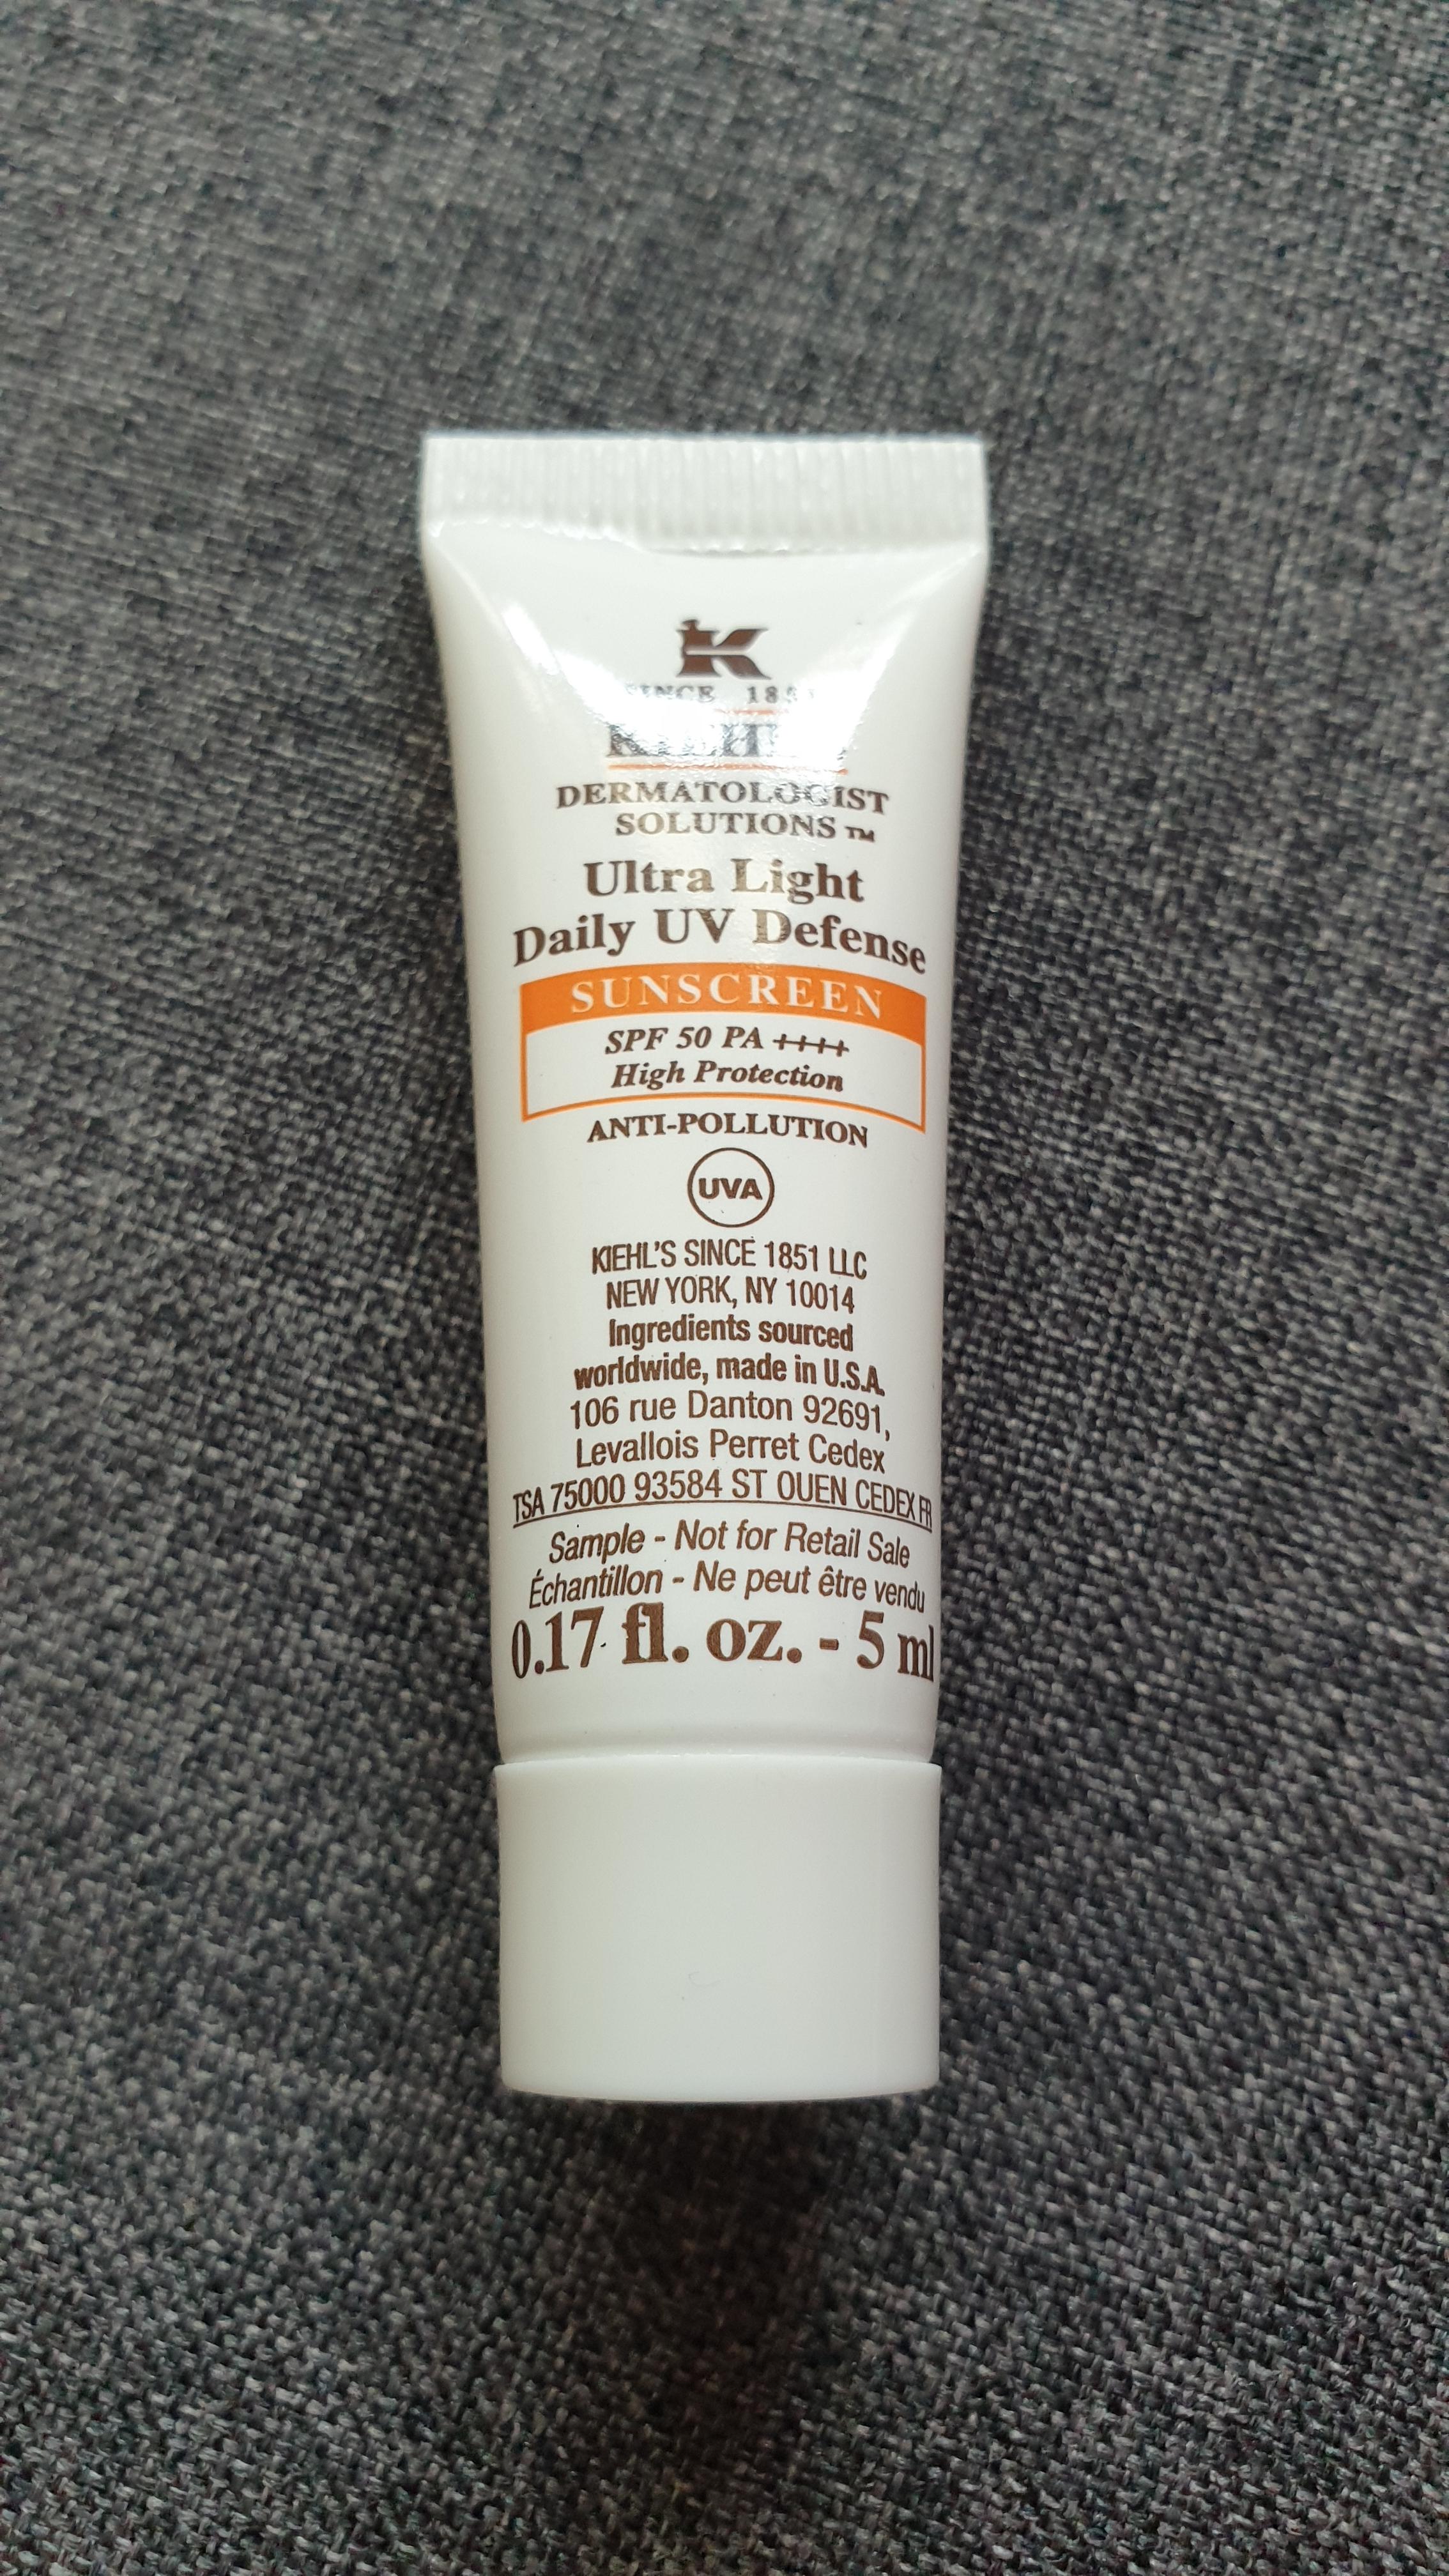 K
SINCE 1851
KIEHL'S
DERMATOLOGIST
SOLUTIONS™
Ultra Light
Daily UV Defense
SUNSCREEN
SPF 50 PA ++++
High Protection
ANTI-POLLUTION
UVA
KIEHL'S SINCE 1851 LLC
NEW YORK, NY 10014
Ingredients sourced
worldwide, made in U.S.A.
106 rue Danton 92691,
Levallois Perret Cedex
TSA 75000 93584 ST OUEN CEDEX FR
Sample - Not for Retail Sale
Échantillon - Ne peut être vendu
0.17 fl. oz. - 5 ml